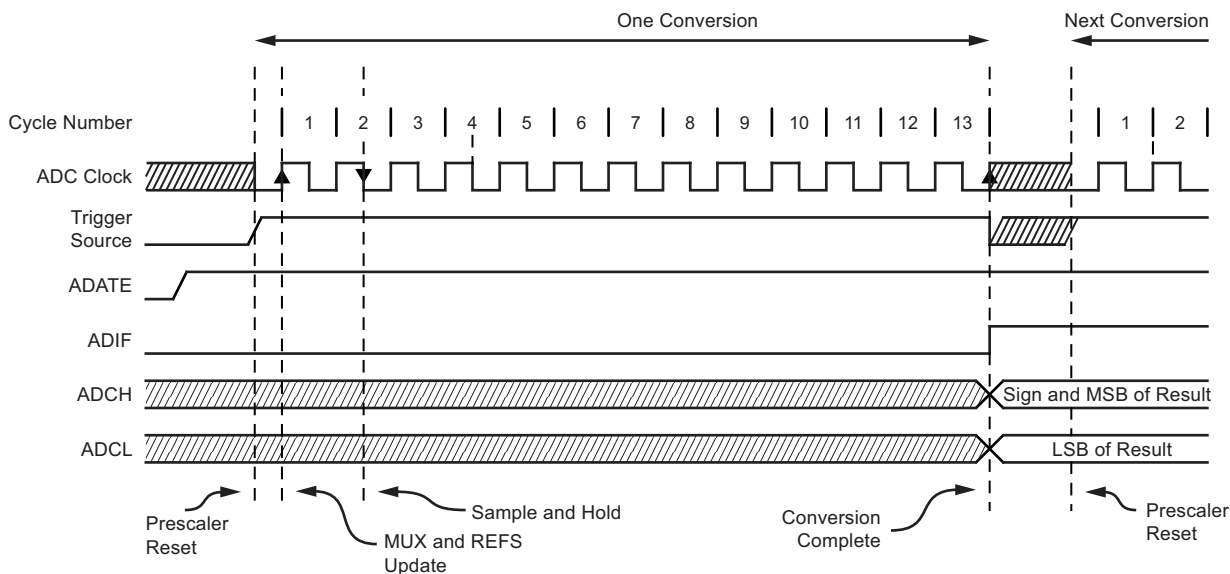 One Conversion
Next Conversion
Cycle Number
1 2 3 4 5 6 7 8 9 10 11 12 13 1 2
ADC Clock
Trigger
Source
ADATE
ADIF
ADCH
Sign and MSB of Result
ADCL
LSB of Result
Prescaler
Reset
MUX and REFS
Update
Sample and Hold
Conversion
Complete
Prescaler
Reset